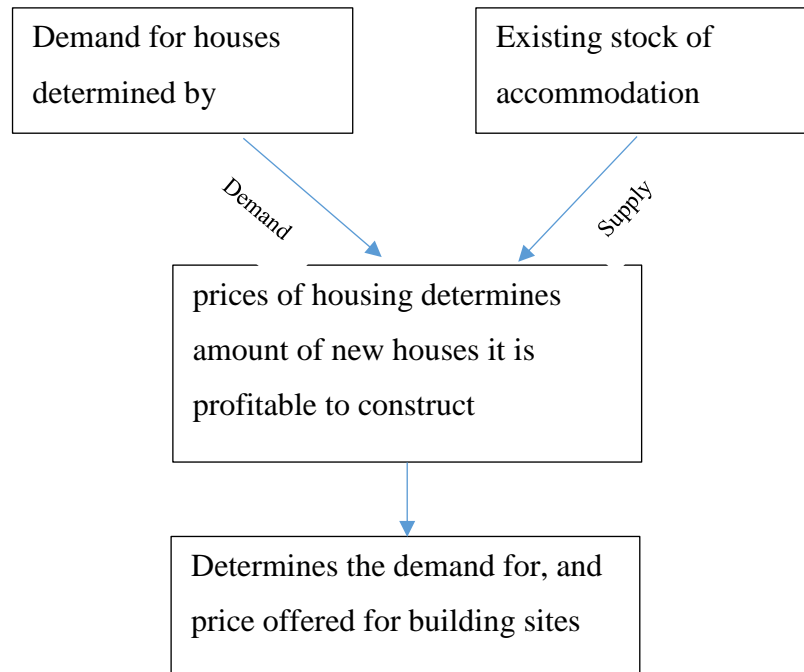 Demand for houses
determined by
Existing stock of
accommodation
Demand
Supply
prices of housing determines
amount of new houses it is
profitable to construct
Determines the demand for, and
price offered for building sites